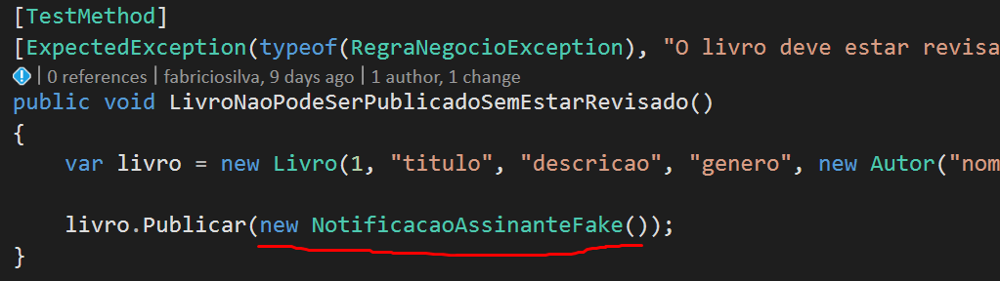 [TestMethod]
[ExpectedException(typeof(RegraNegocioException), "O livro deve estar
0 references | fabriciosilva, 9 days ago | 1 author, 1 change
public void LivroNaoPodeSerPublicadoSemEstarRevisado()
{
var livro = new Livro(1, "titulo", "descricao", "genero", new Autor("nom
livro.Publicar(new NotificacaoAssinanteFake());
}